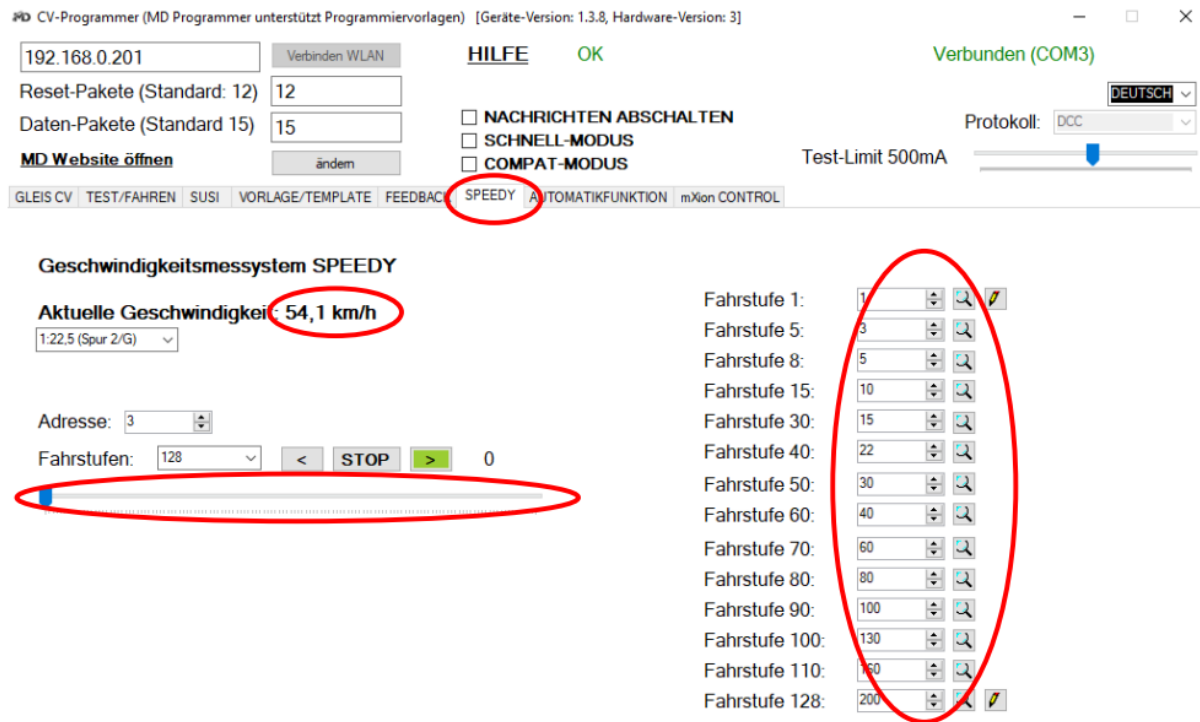 MD CV-Programmer (MD Programmer unterstützt Programmiervorlagen) [Geräte-Version: 1.3.8, Hardware-Version: 3]
192.168.0.201 Verbinden WLAN HILFE OK Verbunden (COM3)
Reset-Pakete (Standard: 12) 12 DEUTSCH
NACHRICHTEN ABSCHALTEN
Daten-Pakete (Standard 15) 15 Protokoll: DCC
SCHNELL-MODUS
MD Website öffnen ändern COMPAT-MODUS Test-Limit 500mA
GLEIS CV TEST/FAHREN SUSI VORLAGE/TEMPLATE FEEDBACK SPEEDY AUTOMATIKFUNKTION mXion CONTROL
Geschwindigkeitsmessystem SPEEDY
Aktuelle Geschwindigkeit: 54,1 km/h
1:22,5 (Spur 2/G)
Adresse: 3
Fahrstufen: 128 < STOP > 0
Fahrstufe 1: 1
Fahrstufe 5: 3
Fahrstufe 8: 5
Fahrstufe 15: 10
Fahrstufe 30: 15
Fahrstufe 40: 22
Fahrstufe 50: 30
Fahrstufe 60: 40
Fahrstufe 70: 60
Fahrstufe 80: 80
Fahrstufe 90: 100
Fahrstufe 100: 130
Fahrstufe 110: 160
Fahrstufe 128: 200